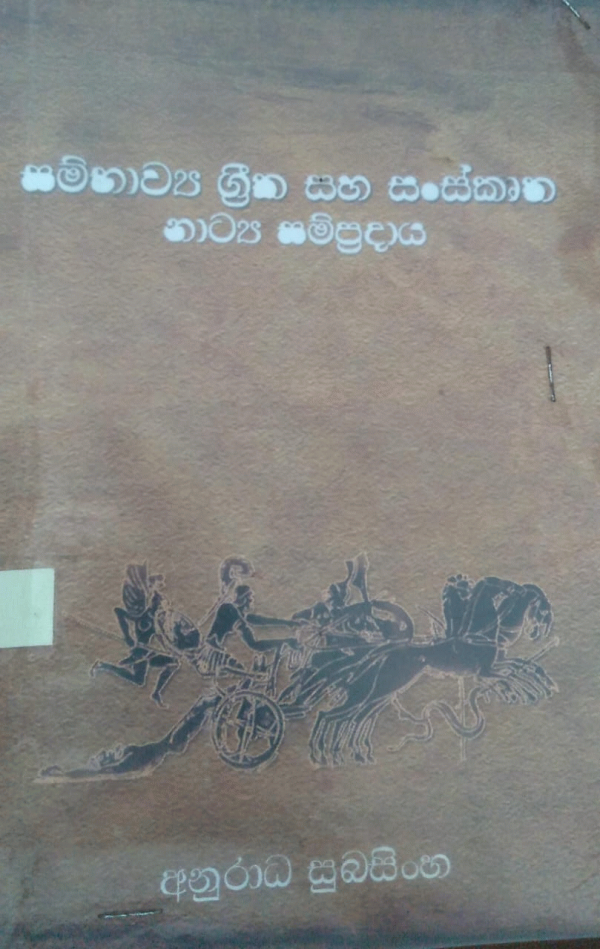 සම්භාව්‍ය ග්‍රීක සහ සංස්කෘත
නාට්‍ය සම්ප්‍රදාය
අනුරාධ සුබසිංහ